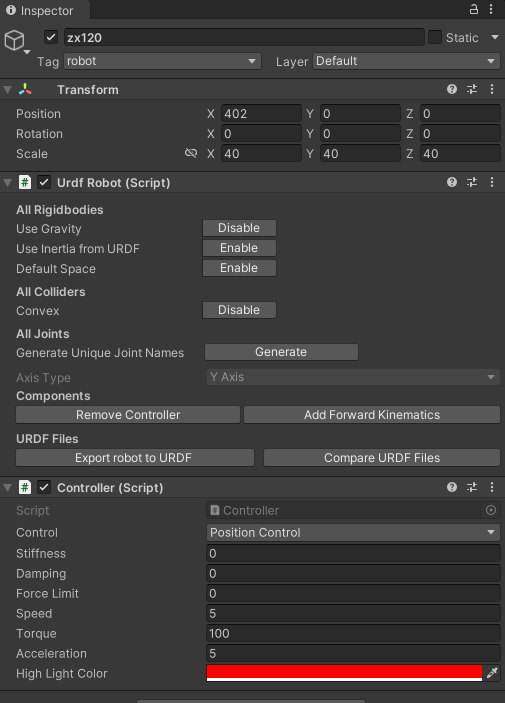 Inspector
zx120 Static
Tag robot Layer Default
Transform
Position X 402 Y 0 Z 0
Rotation X 0 Y 0 Z 0
Scale X 40 Y 40 Z 40
# Urdf Robot (Script)
All Rigidbodies
Use Gravity Disable
Use Inertia from URDF Enable
Default Space Enable
All Colliders
Convex Disable
All Joints
Generate Unique Joint Names Generate
Axis Type Y Axis
Components
Remove Controller Add Forward Kinematics
URDF Files
Export robot to URDF Compare URDF Files
# Controller (Script)
Script # Controller
Control Position Control
Stiffness 0
Damping 0
Force Limit 0
Speed 5
Torque 100
Acceleration 5
High Light Color